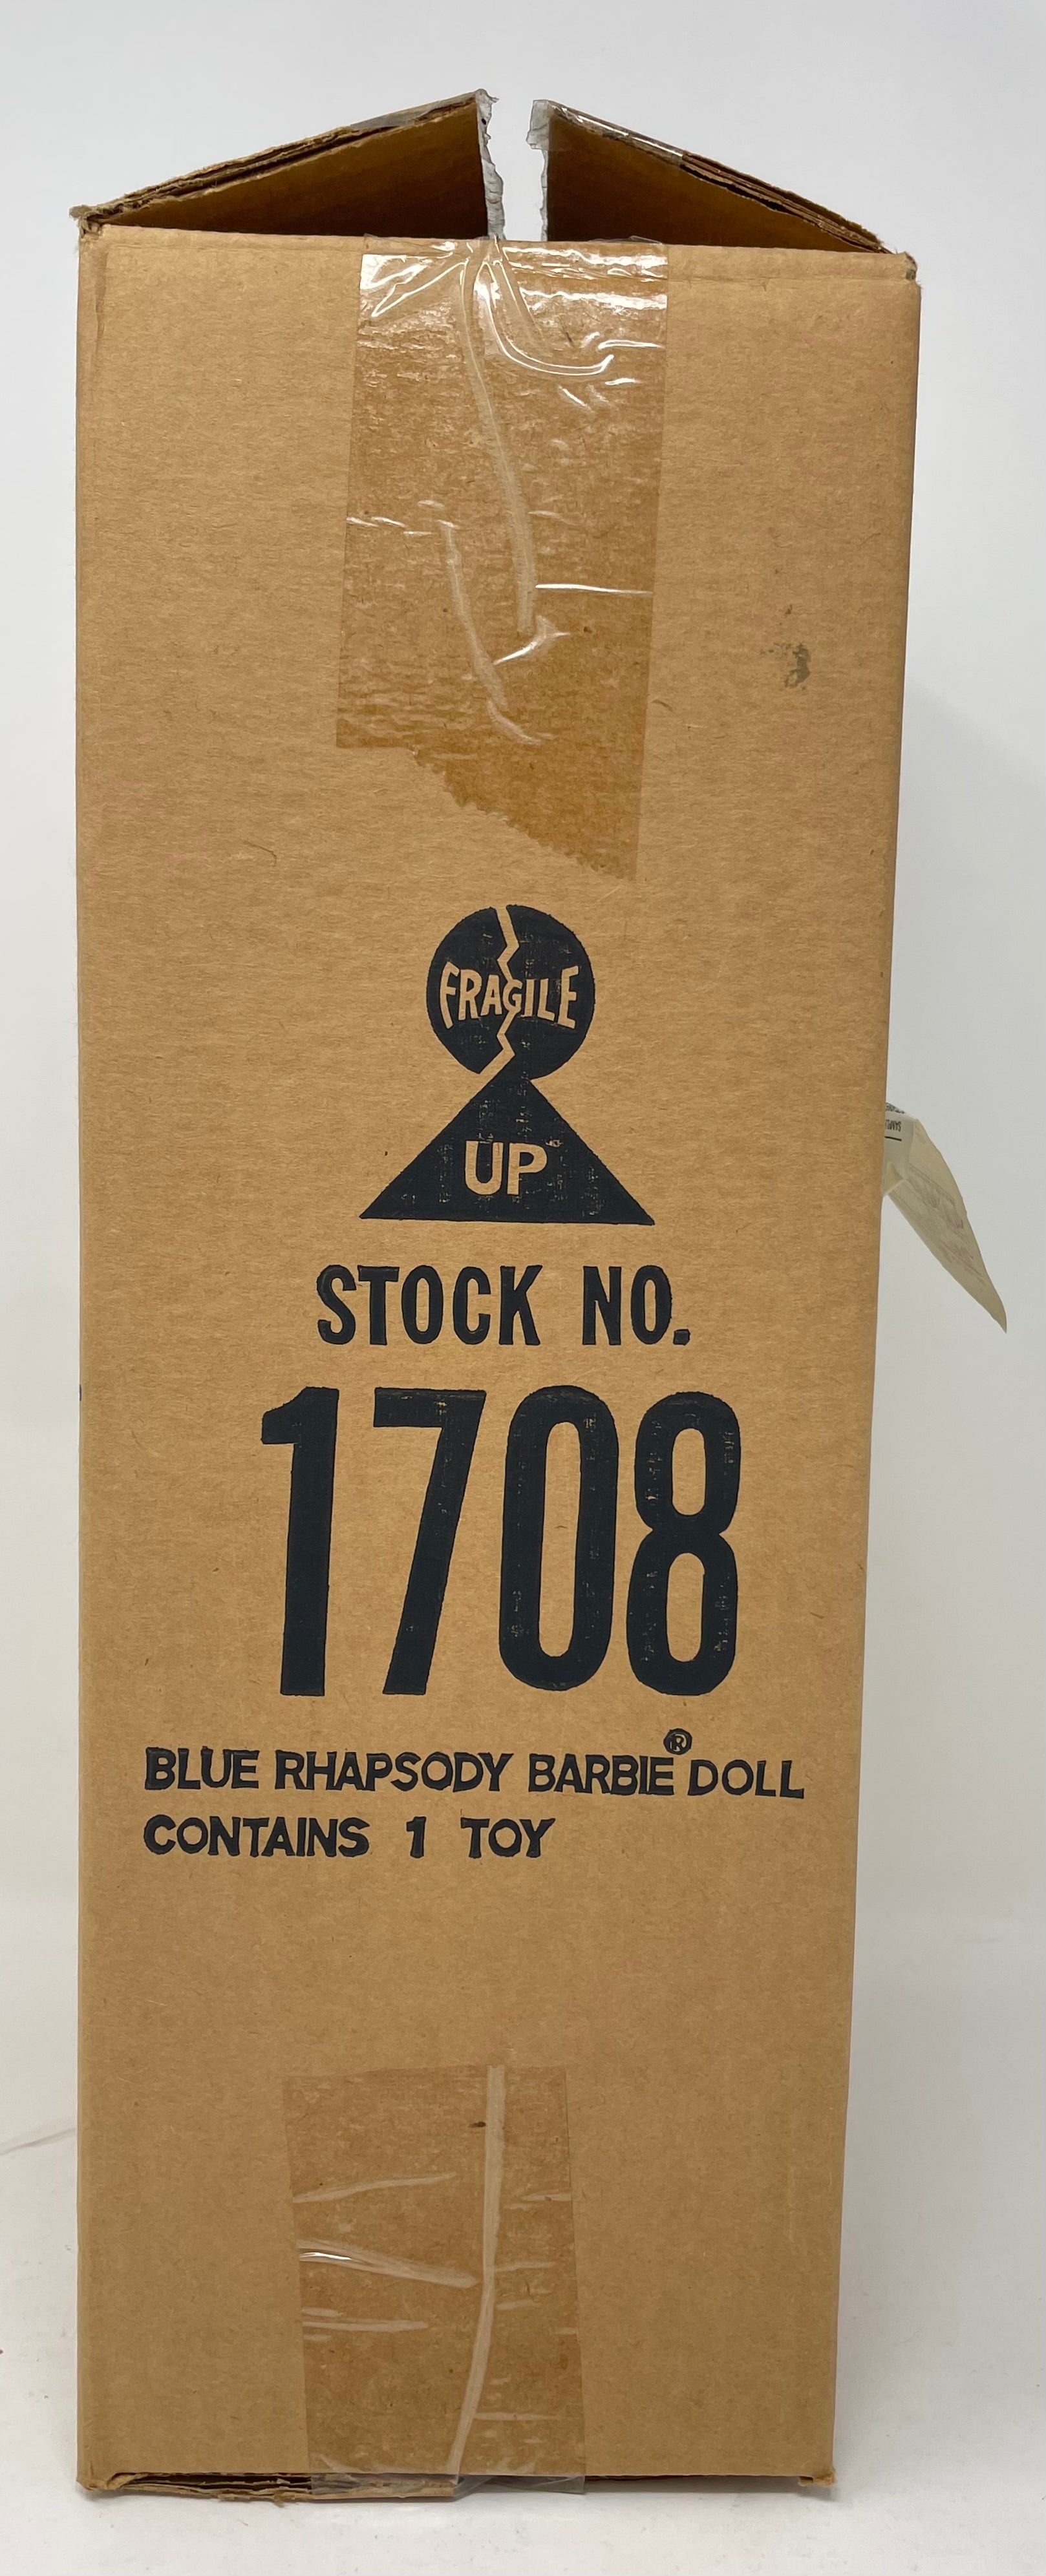 FRAGILE
UP
STOCK NO.
1708
BLUE RHAPSODY BARBIE® DOLL
CONTAINS 1 TOY